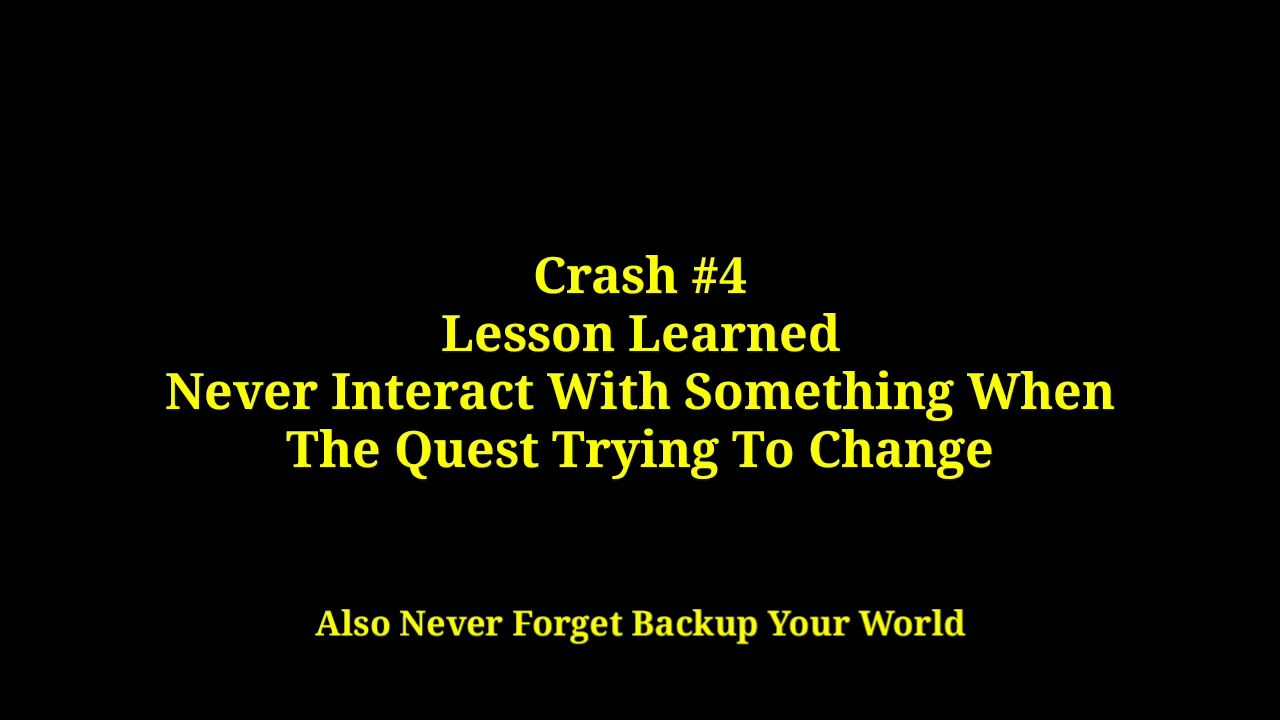 Crash #4
Lesson Learned
Never Interact With Something When
The Quest Trying To Change
Also Never Forget Backup Your World